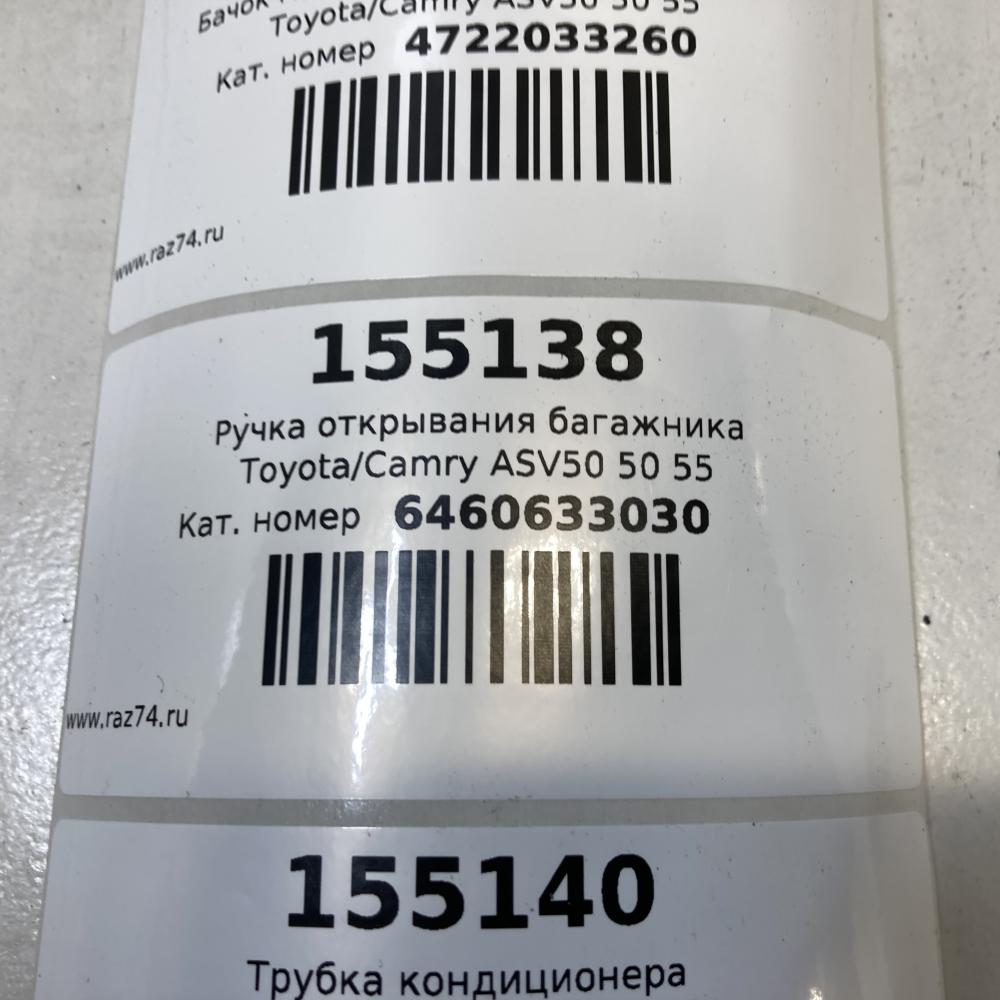 Бачок
Toyota/Camry ASV50 50 55
Кат. номер 4722033260
www.raz74.ru
155138
Ручка открывания багажника
Toyota/Camry ASV50 50 55
Кат. номер 6460633030
www.raz74.ru
155140
Трубка кондиционера